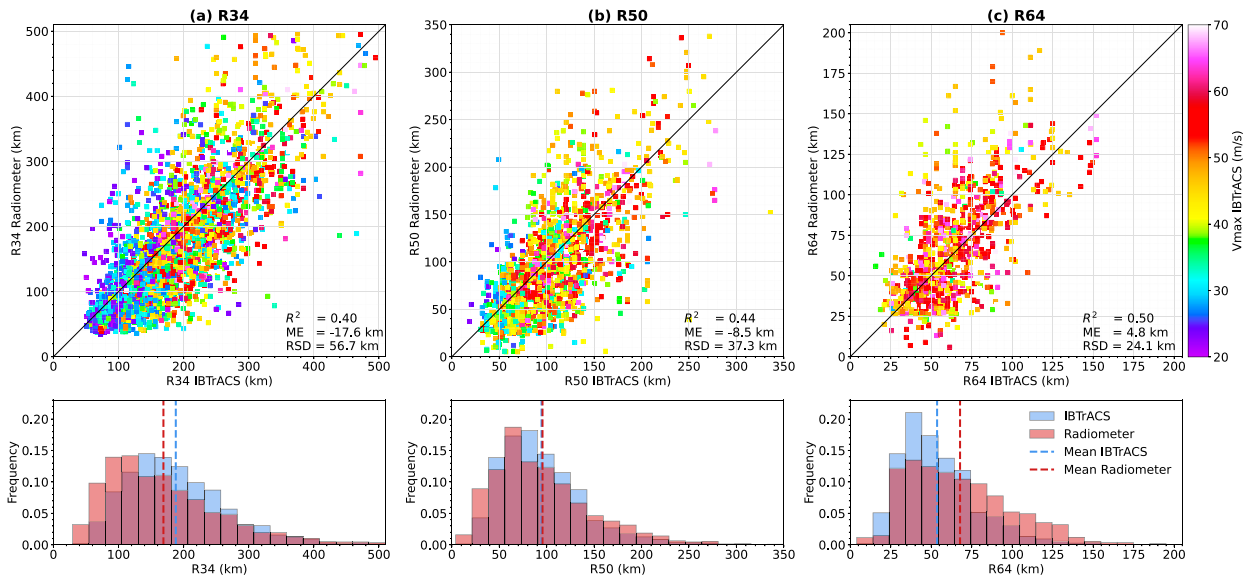 (a) R34
(b) R50
(c) R64
500
400
300
200
100
0
R34 Radiometer (km)
R² = 0.40
ME = -17.6 km
RSD = 56.7 km
0 100 200 300 400 500
R34 IBTrACS (km)
350
300
250
200
150
100
50
0
R50 Radiometer (km)
R² = 0.44
ME = -8.5 km
RSD = 37.3 km
0 50 100 150 200 250 300 350
R50 IBTrACS (km)
200
175
150
125
100
75
50
25
0
R64 Radiometer (km)
R² = 0.50
ME = 4.8 km
RSD = 24.1 km
0 25 50 75 100 125 150 175 200
R64 IBTrACS (km)
70
60
50
40
30
20
Vmax IBTrACS (m/s)
0.20
0.15
0.10
0.05
0.00
Frequency
0 100 200 300 400 500
R34 (km)
0.20
0.15
0.10
0.05
0.00
Frequency
0 50 100 150 200 250 300 350
R50 (km)
0.20
0.15
0.10
0.05
0.00
Frequency
IBTrACS
Radiometer
Mean IBTrACS
Mean Radiometer
0 25 50 75 100 125 150 175 200
R64 (km)